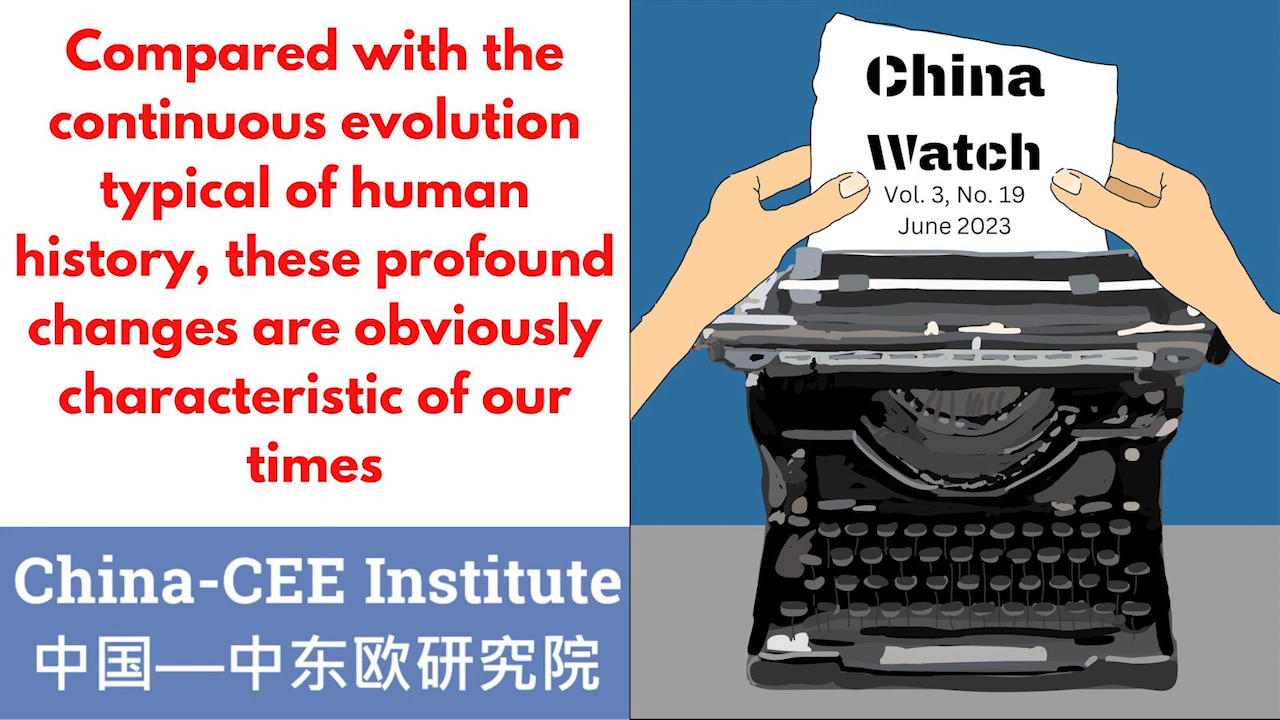 Compared with the
continuous evolution
typical of human
history, these profound
changes are obviously
characteristic of our
times
China-CEE Institute
中国—中东欧研究院
China
Watch
Vol. 3, No. 19
June 2023